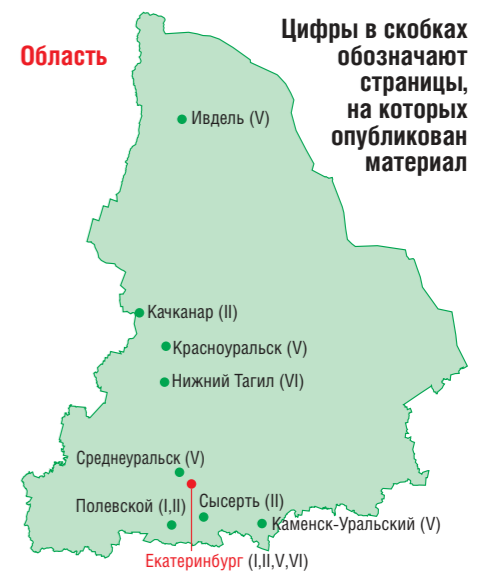 Область
Цифры в скобках
обозначают
страницы,
на которых
опубликован
материал
Ивдель (V)
Качканар (II)
Красноуральск (V)
Нижний Тагил (VI)
Среднеуральск (V)
Полевской (I,II)
Сысерть (II)
Каменск-Уральский (V)
Екатеринбург (I,II,V,VI)